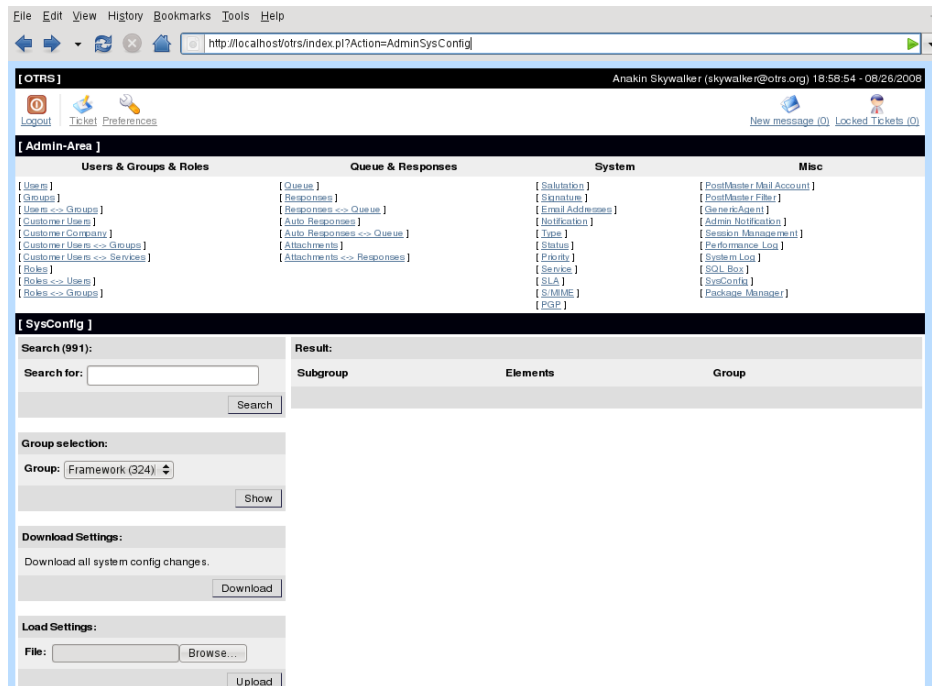 File Edit View History Bookmarks Tools Help
http://localhost/otrs/index.pl?Action=AdminSysConfig
[ OTRS ] Anakin Skywalker (skywalker@otrs.org) 18:58:54 - 08/26/2008
Logout Ticket Preferences New message (0) Locked Tickets (0)
[ Admin-Area ]
Users & Groups & Roles Queue & Responses System Misc
[ Users ] [ Queue ] [ Salutation ] [ PostMaster Mail Account ]
[ Groups ] [ Responses ] [ Signature ] [ PostMaster Filter ]
[ Users <-> Groups ] [ Responses <-> Queue ] [ Email Addresses ] [ GenericAgent ]
[ Customer Users ] [ Auto Responses ] [ Notification ] [ Admin Notification ]
[ Customer Company ] [ Auto Responses <-> Queue ] [ Type ] [ Session Management ]
[ Customer Users <-> Groups ] [ Attachments ] [ Status ] [ Performance Log ]
[ Customer Users <-> Services ] [ Attachments <-> Responses ] [ Priority ] [ System Log ]
[ Roles ] [ Service ] [ SQL Box ]
[ Roles <-> Users ] [ SLA ] [ SysConfig ]
[ Roles <-> Groups ] [ S/MIME ] [ Package Manager ]
[ PGP ]
[ SysConfig ]
Search (991): Result:
Search for: Subgroup Elements Group
Search
Group selection:
Group: Framework (324)
Show
Download Settings:
Download all system config changes.
Download
Load Settings:
File: Browse...
Upload